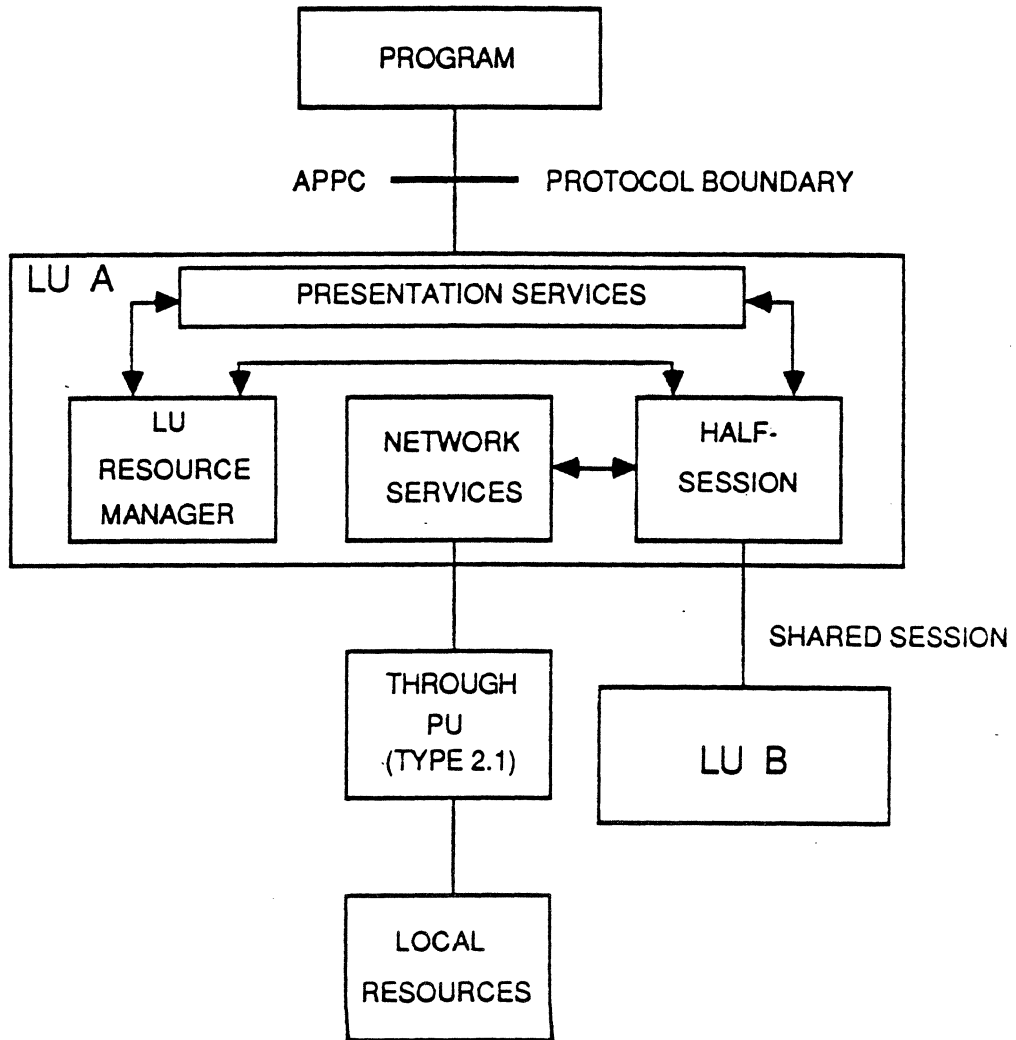 PROGRAM
APPC
PROTOCOL BOUNDARY
LU A
PRESENTATION SERVICES
LU
RESOURCE
MANAGER
NETWORK
SERVICES
HALF-
SESSION
SHARED SESSION
THROUGH
PU
(TYPE 2.1)
LU B
LOCAL
RESOURCES